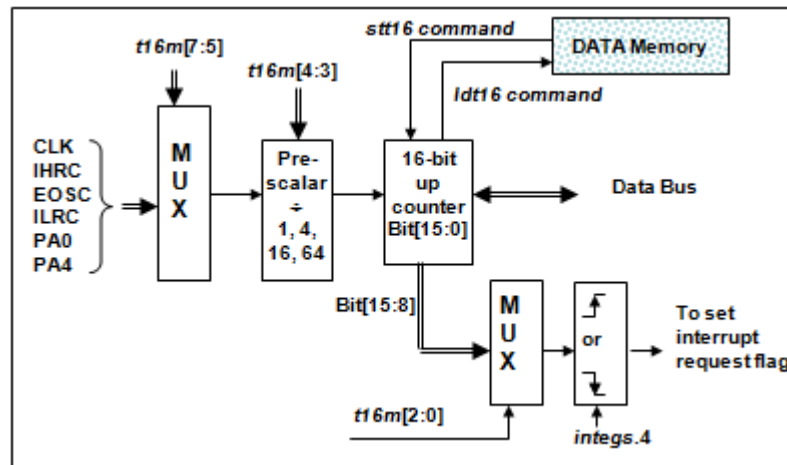 stt16 command
DATA Memory
t16m[7:5]
t16m[4:3]
ldt16 command
CLK
IHRC
EOSC
ILRC
PA0
PA4
M
U
X
Pre-
scalar
÷
1, 4,
16, 64
16-bit
up
counter
Bit[15:0]
Data Bus
Bit[15:8]
M
U
X
or
To set
interrupt
request flag
t16m[2:0]
integs.4